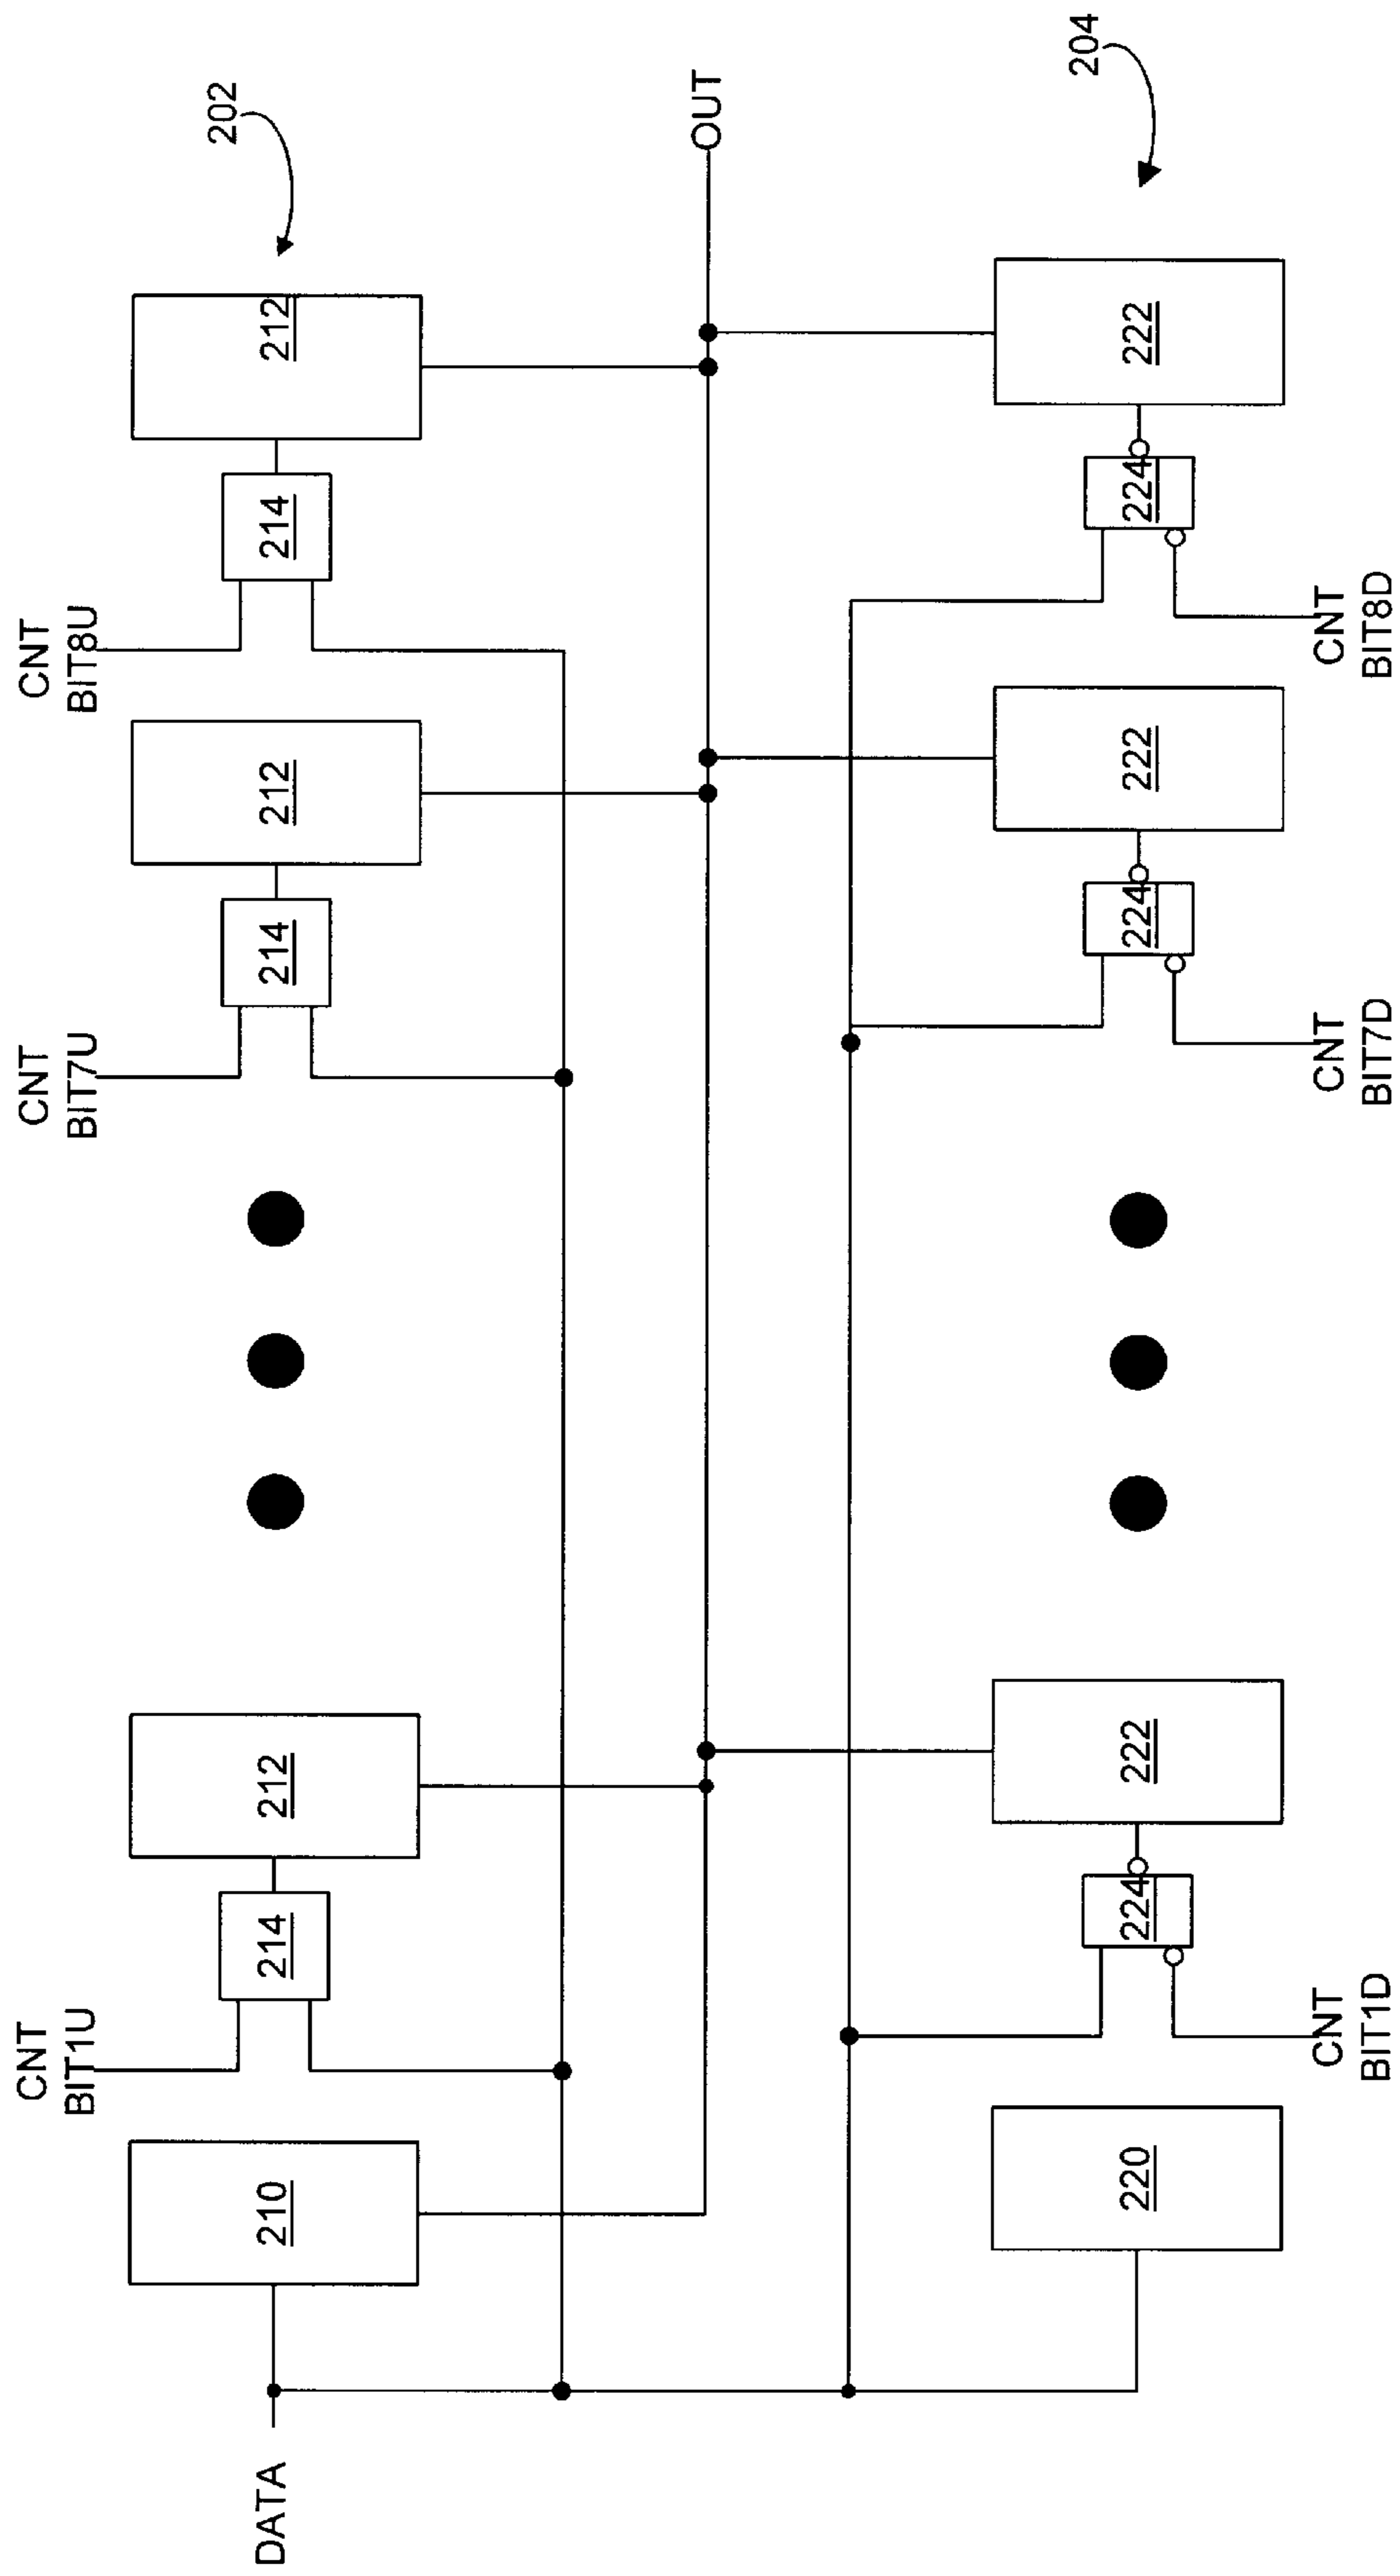 202
204
CNT
BIT1U
CNT
BIT7U
CNT
BIT8U
210
214
212
214
212
214
212
DATA
OUT
220
224
222
224
222
224
222
CNT
BIT1D
CNT
BIT7D
CNT
BIT8D